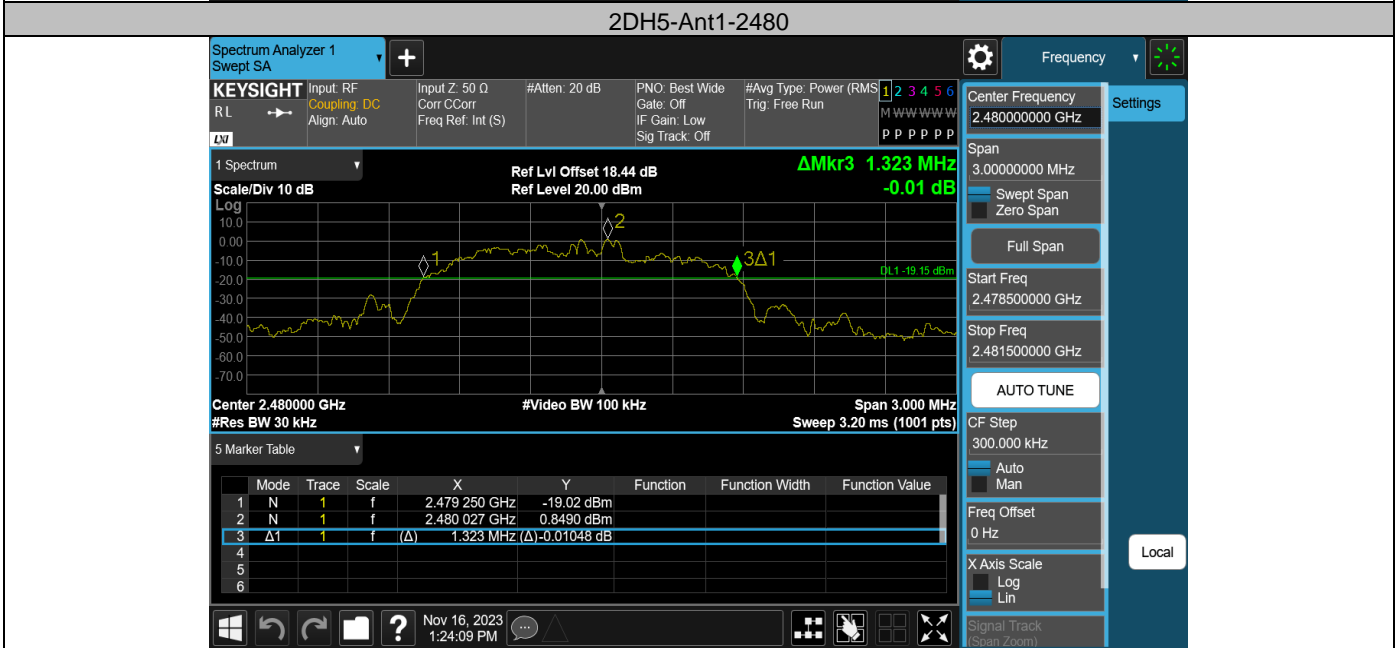 2DH5-Ant1-2480
Spectrum Analyzer 1
Swept SA
+
Frequency
KEYSIGHT
RL
LXI
Input: RF
Coupling: DC
Align: Auto
Input Z: 50 Ω
Corr CCorr
Freq Ref: Int (S)
#Atten: 20 dB
PNO: Best Wide
Gate: Off
IF Gain: Low
Sig Track: Off
#Avg Type: Power (RMS
Trig: Free Run
1 2 3 4 5 6
M W W W W W
P P P P P P
1 Spectrum
Scale/Div 10 dB
Ref Lvl Offset 18.44 dB
Ref Level 20.00 dBm
ΔMkr3 1.323 MHz
-0.01 dB
Log
10.0
0.00
-10.0
-20.0
-30.0
-40.0
-50.0
-60.0
-70.0
1
2
3Δ1
DL1 -19.15 dBm
Center 2.480000 GHz
#Video BW 100 kHz
Span 3.000 MHz
#Res BW 30 kHz
Sweep 3.20 ms (1001 pts)
5 Marker Table
Mode Trace Scale X Y Function Function Width Function Value
1 N 1 f 2.479 250 GHz -19.02 dBm
2 N 1 f 2.480 027 GHz 0.8490 dBm
3 Δ1 1 f (Δ) 1.323 MHz (Δ) -0.01048 dB
4
5
6
Nov 16, 2023
1:24:09 PM
?
Center Frequency
2.480000000 GHz
Settings
Span
3.00000000 MHz
Swept Span
Zero Span
Full Span
Start Freq
2.478500000 GHz
Stop Freq
2.481500000 GHz
AUTO TUNE
CF Step
300.000 kHz
Auto
Man
Freq Offset
0 Hz
X Axis Scale
Log
Lin
Local
Signal Track
(Span Zoom)